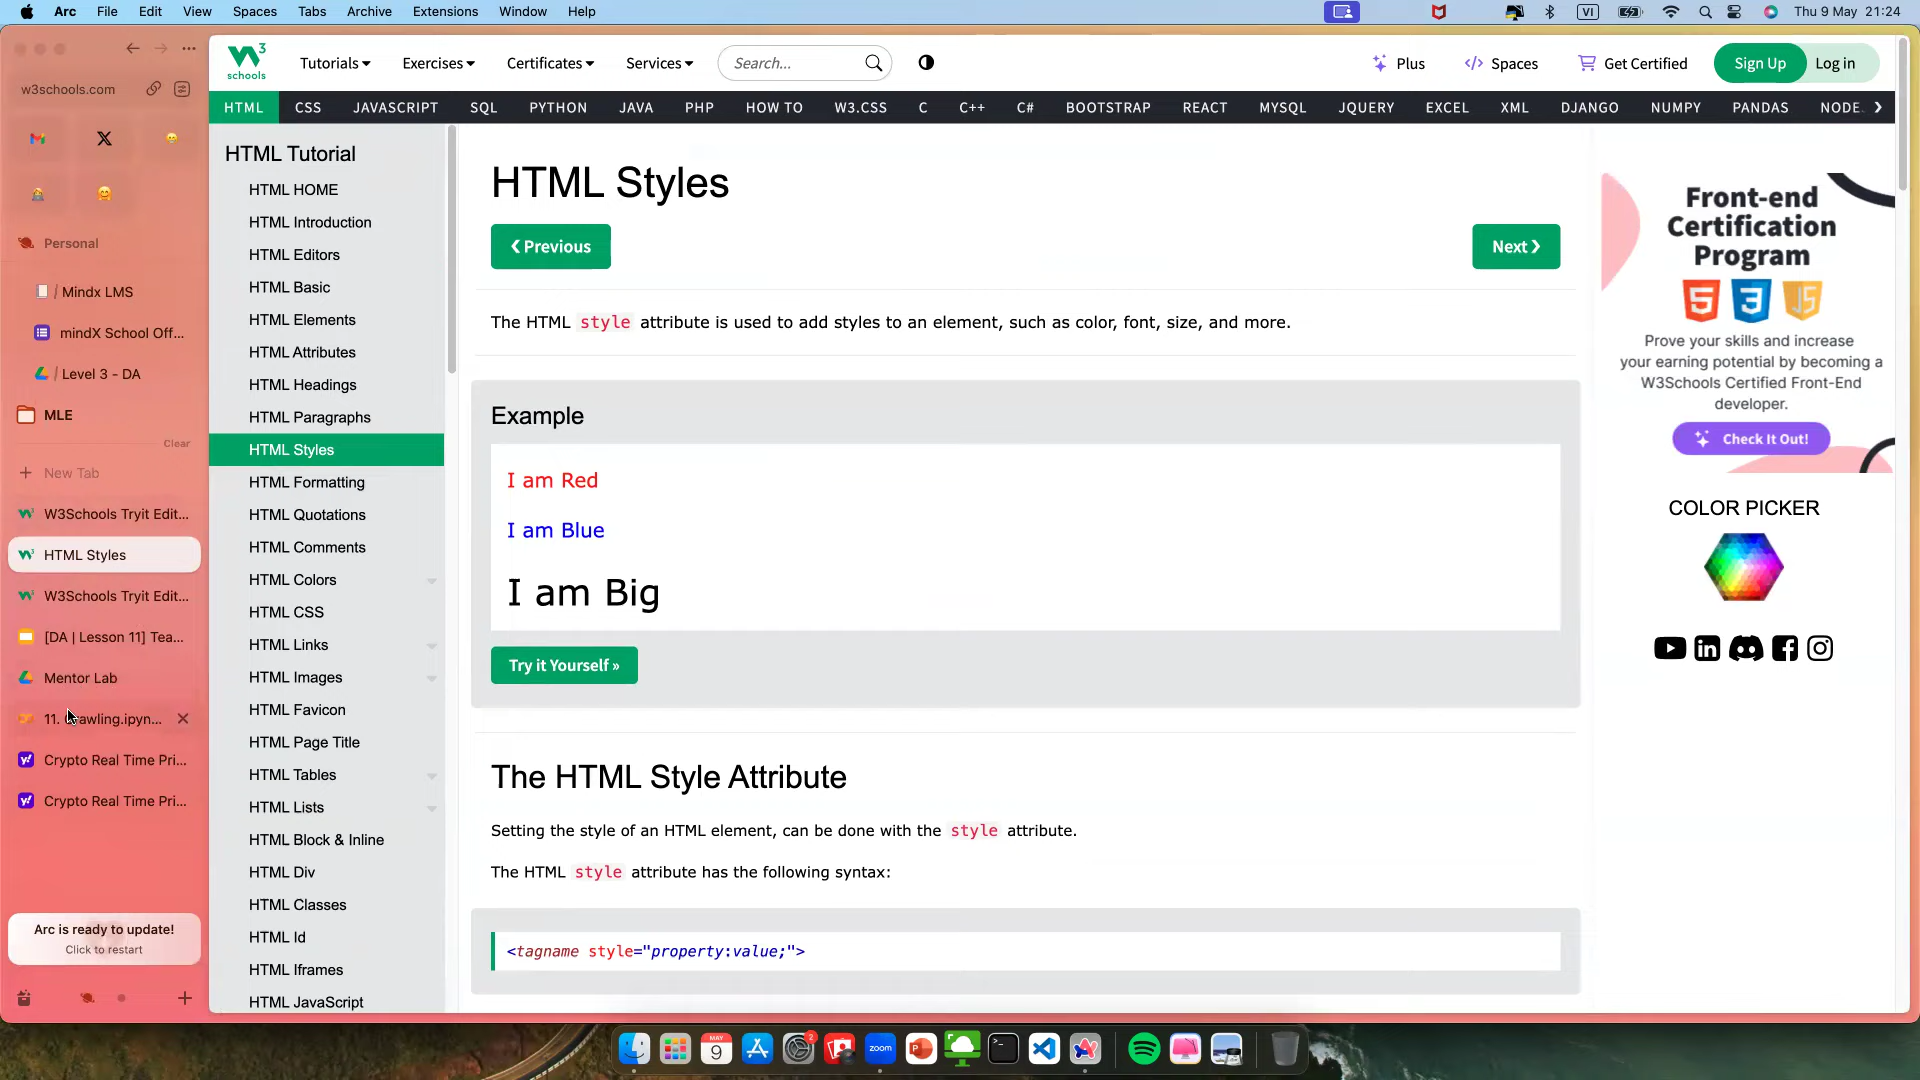 Arc File Edit View Spaces Tabs Archive Extensions Window Help
VI
Thu 9 May 21:24
w3schools.com
Personal
/ Mindx LMS
mindX School Off...
/ Level 3 - DA
MLE
Clear
New Tab
W3Schools Tryit Edit...
HTML Styles
W3Schools Tryit Edit...
[DA | Lesson 11] Tea...
Mentor Lab
11.
Crypto Real Time Pri...
Crypto Real Time Pri...
Arc is ready to update!
Click to restart
W3
schools
Tutorials Exercises Certificates Services
Search...
Plus
</> Spaces
Get Certified
Sign Up
Log in
HTML CSS JAVASCRIPT SQL PYTHON JAVA PHP HOW TO W3.CSS C C++ C# BOOTSTRAP REACT MYSQL JQUERY EXCEL XML DJANGO NUMPY PANDAS NODE. ❯
HTML Tutorial
HTML HOME
HTML Introduction
HTML Editors
HTML Basic
HTML Elements
HTML Attributes
HTML Headings
HTML Paragraphs
HTML Styles
HTML Formatting
HTML Quotations
HTML Comments
HTML Colors
HTML CSS
HTML Links
HTML Images
HTML Favicon
HTML Page Title
HTML Tables
HTML Lists
HTML Block & Inline
HTML Div
HTML Classes
HTML Id
HTML Iframes
HTML JavaScript
HTML Styles
❮ Previous
Next ❯
The HTML style attribute is used to add styles to an element, such as color, font, size, and more.
Example
I am Red
I am Blue
I am Big
Try it Yourself »
The HTML Style Attribute
Setting the style of an HTML element, can be done with the style attribute.
The HTML style attribute has the following syntax:
<tagname style="property:value;">
Front-end
Certification
Program
5 3 JS
Prove your skills and increase
your earning potential by becoming a
W3Schools Certified Front-End
developer.
Check It Out!
COLOR PICKER
MAY
9
2
zoom